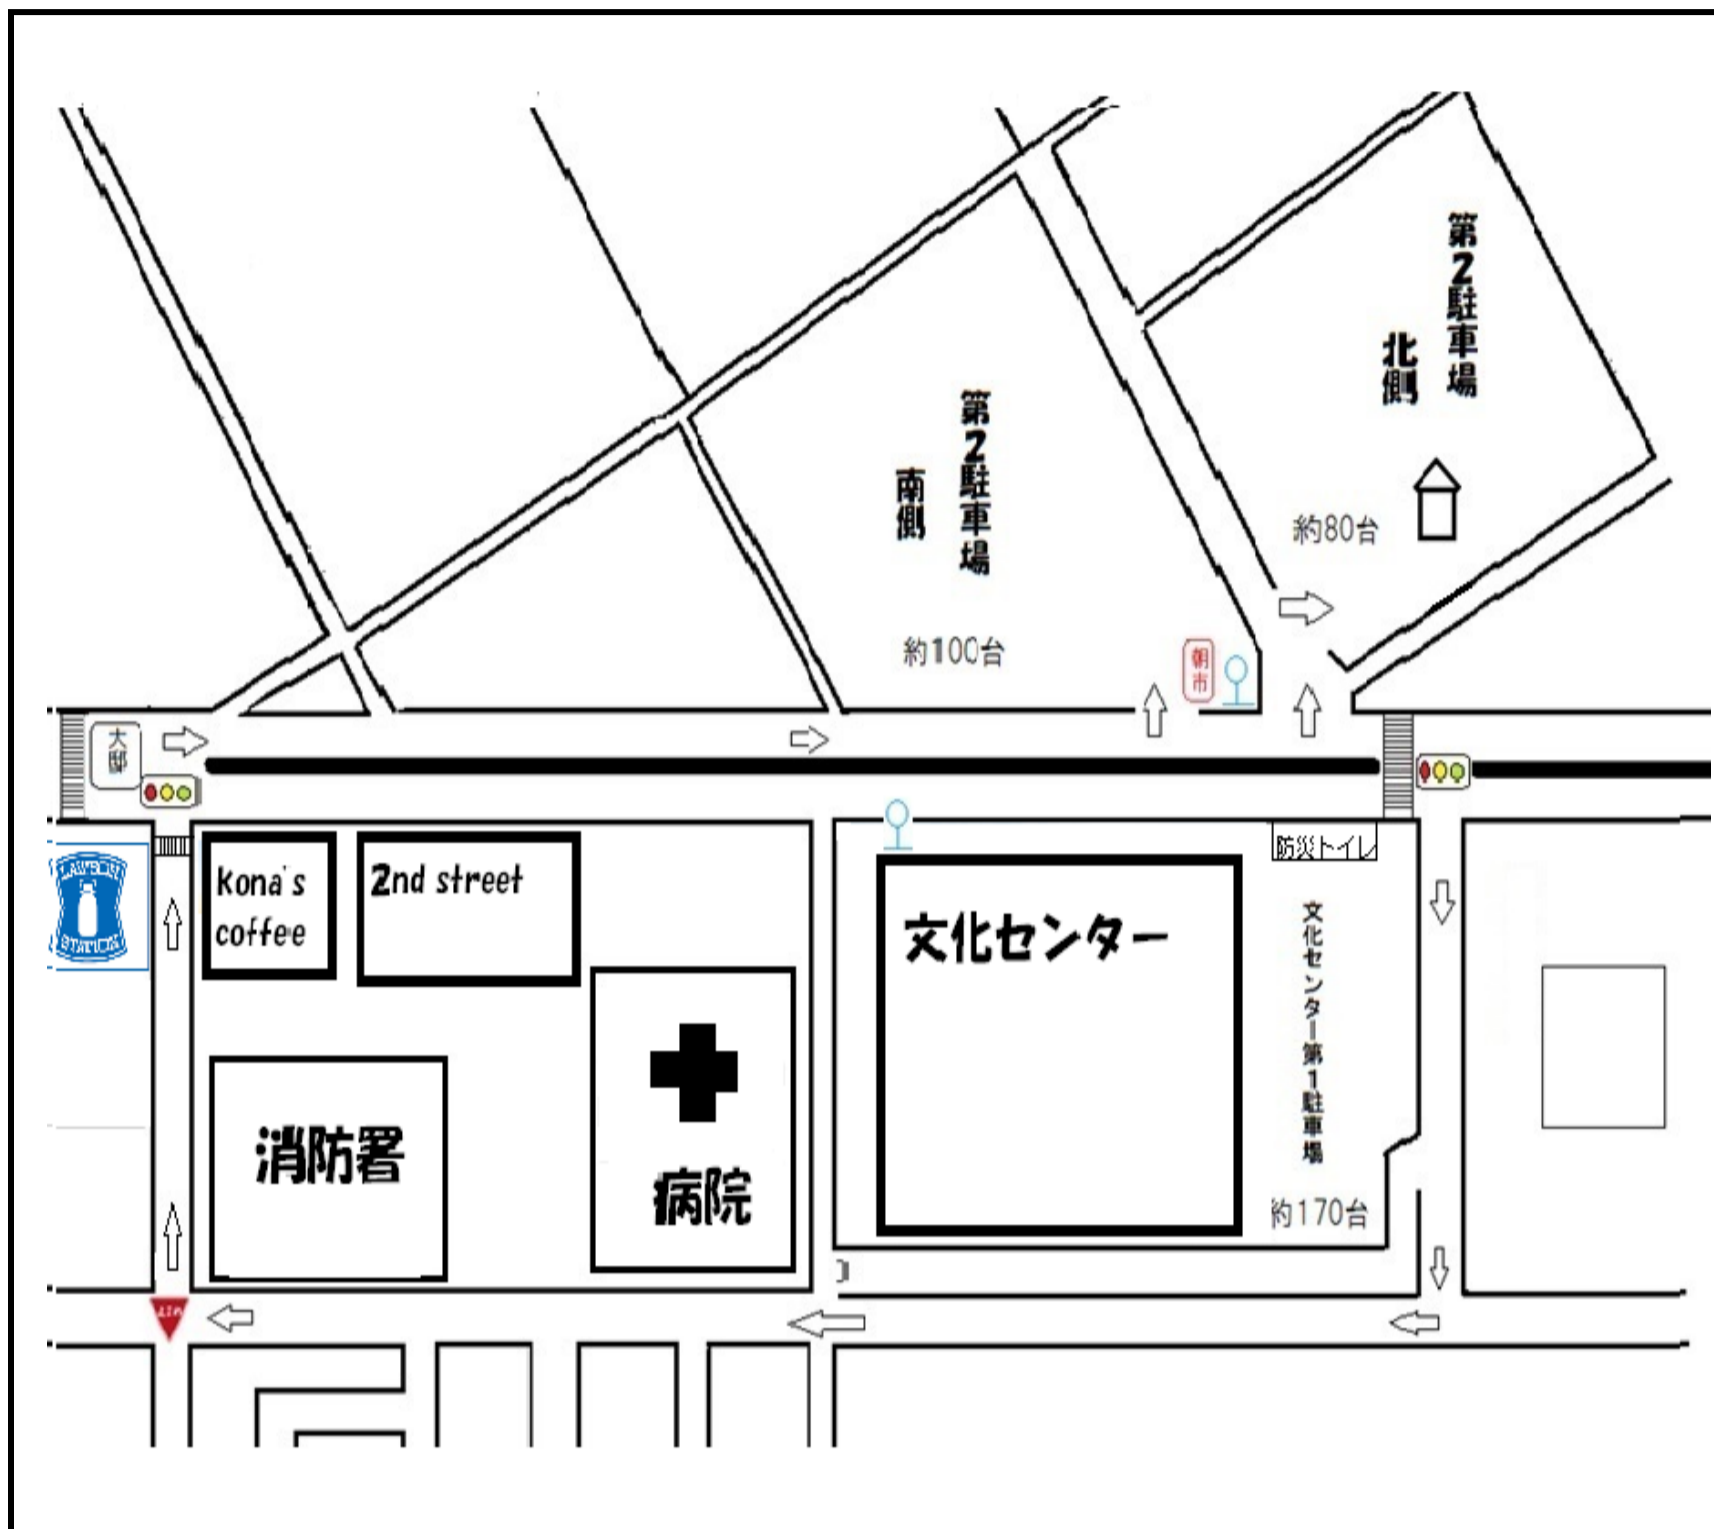 第2駐車場
北側
約80台
第2駐車場
南側
約100台
朝市
大邸
LAWSON
STATION
Kona's
coffee
2nd street
文化センター
防災トイレ
文化センター第1駐車場
約170台
消防署
病院